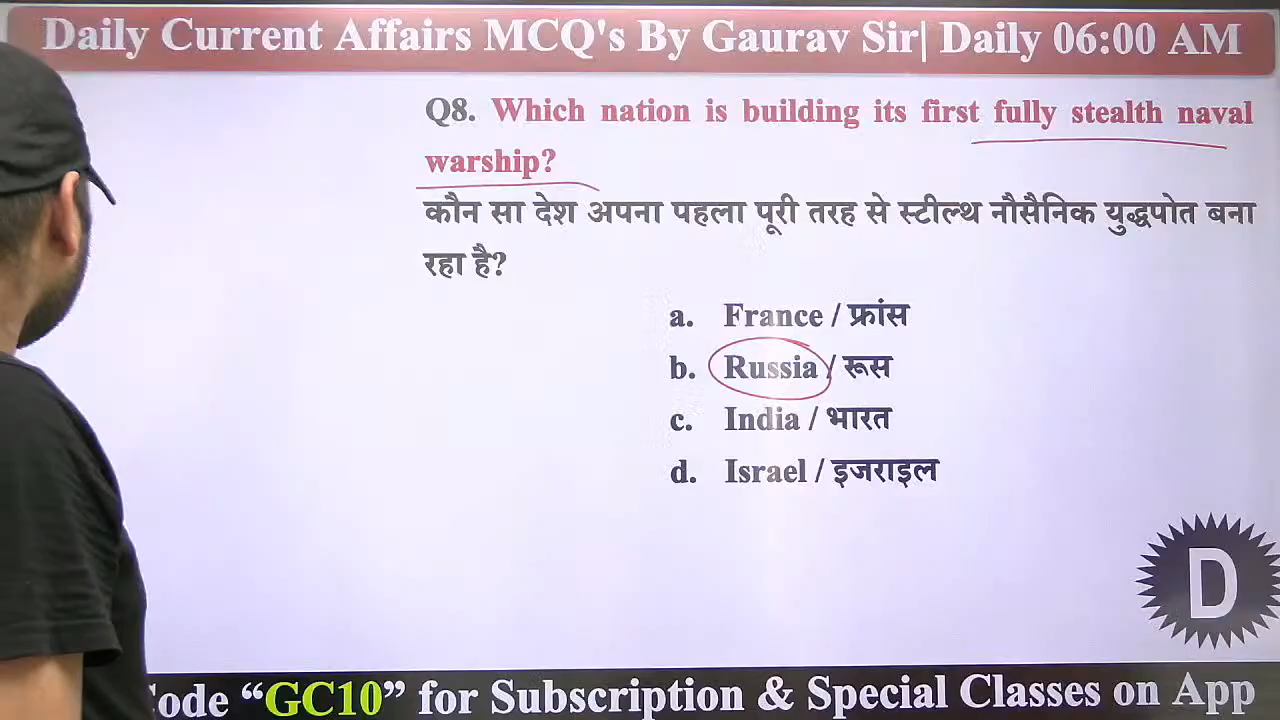 Daily Current Affairs MCQ's By Gaurav Sir| Daily 06:00 AM
Q8. Which nation is building its first fully stealth naval
warship?
कौन सा देश अपना पहला पूरी तरह से स्टील्थ नौसैनिक युद्धपोत बना
रहा है?
a. France / फ्रांस
b. Russia / रूस
c. India / भारत
d. Israel / इजराइल
D
“GC10” for Subscription & Special Classes on App